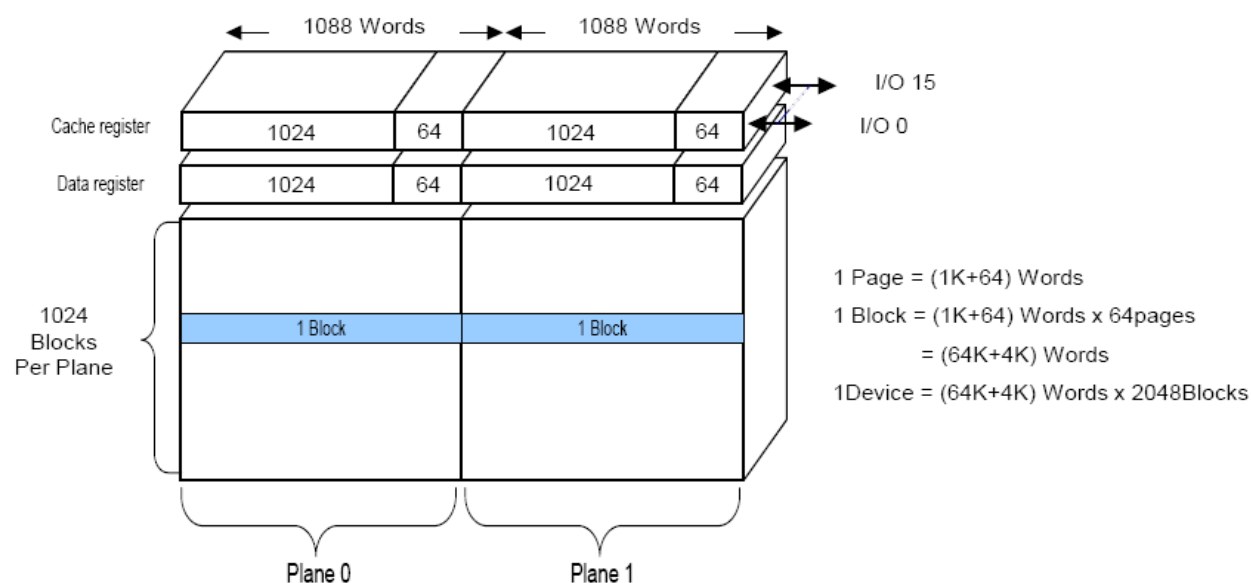 1088 Words 1088 Words
I/O 15
Cache register 1024 64 1024 64 I/O 0
Data register 1024 64 1024 64
1024
Blocks
Per Plane
1 Block 1 Block
1 Page = (1K+64) Words
1 Block = (1K+64) Words x 64pages
= (64K+4K) Words
1Device = (64K+4K) Words x 2048Blocks
Plane 0 Plane 1